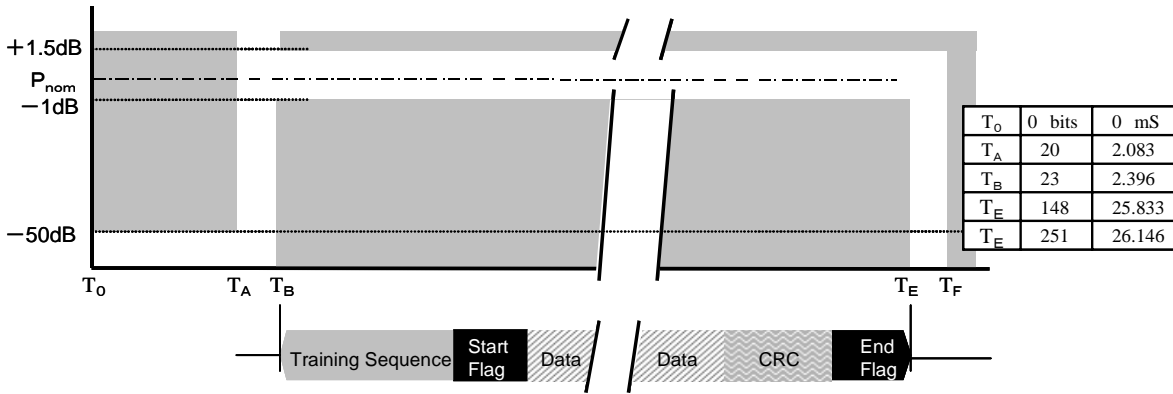 +1.5dB
Pnom
−1dB
−50dB
T0 TA TB TE TF
T0 0 bits 0 mS
TA 20 2.083
TB 23 2.396
TE 148 25.833
TE 251 26.146
Training Sequence Start Flag Data Data CRC End Flag